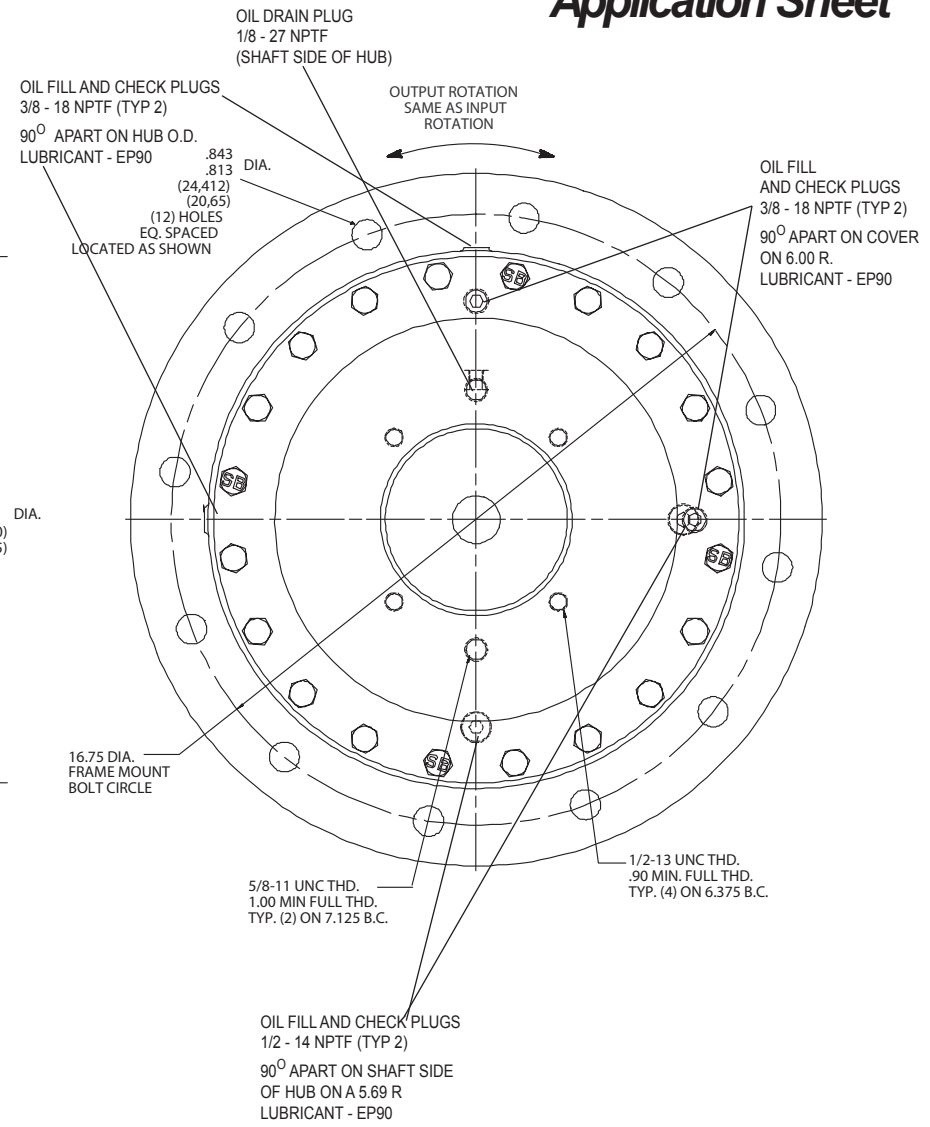 Application Sheet
OIL DRAIN PLUG
1/8 - 27 NPTF
(SHAFT SIDE OF HUB)
OIL FILL AND CHECK PLUGS
3/8 - 18 NPTF (TYP 2)
90O APART ON HUB O.D.
LUBRICANT - EP90
OUTPUT ROTATION
SAME AS INPUT
ROTATION
.843
.813 DIA.
(24,412)
(20,65)
(12) HOLES
EQ. SPACED
LOCATED AS SHOWN
OIL FILL
AND CHECK PLUGS
3/8 - 18 NPTF (TYP 2)
90O APART ON COVER
ON 6.00 R.
LUBRICANT - EP90
SB
SB
DIA.
SB
SB
16.75 DIA.
FRAME MOUNT
BOLT CIRCLE
5/8-11 UNC THD.
1.00 MIN FULL THD.
TYP. (2) ON 7.125 B.C.
1/2-13 UNC THD.
.90 MIN. FULL THD.
TYP. (4) ON 6.375 B.C.
OIL FILL AND CHECK PLUGS
1/2 - 14 NPTF (TYP 2)
90O APART ON SHAFT SIDE
OF HUB ON A 5.69 R
LUBRICANT - EP90